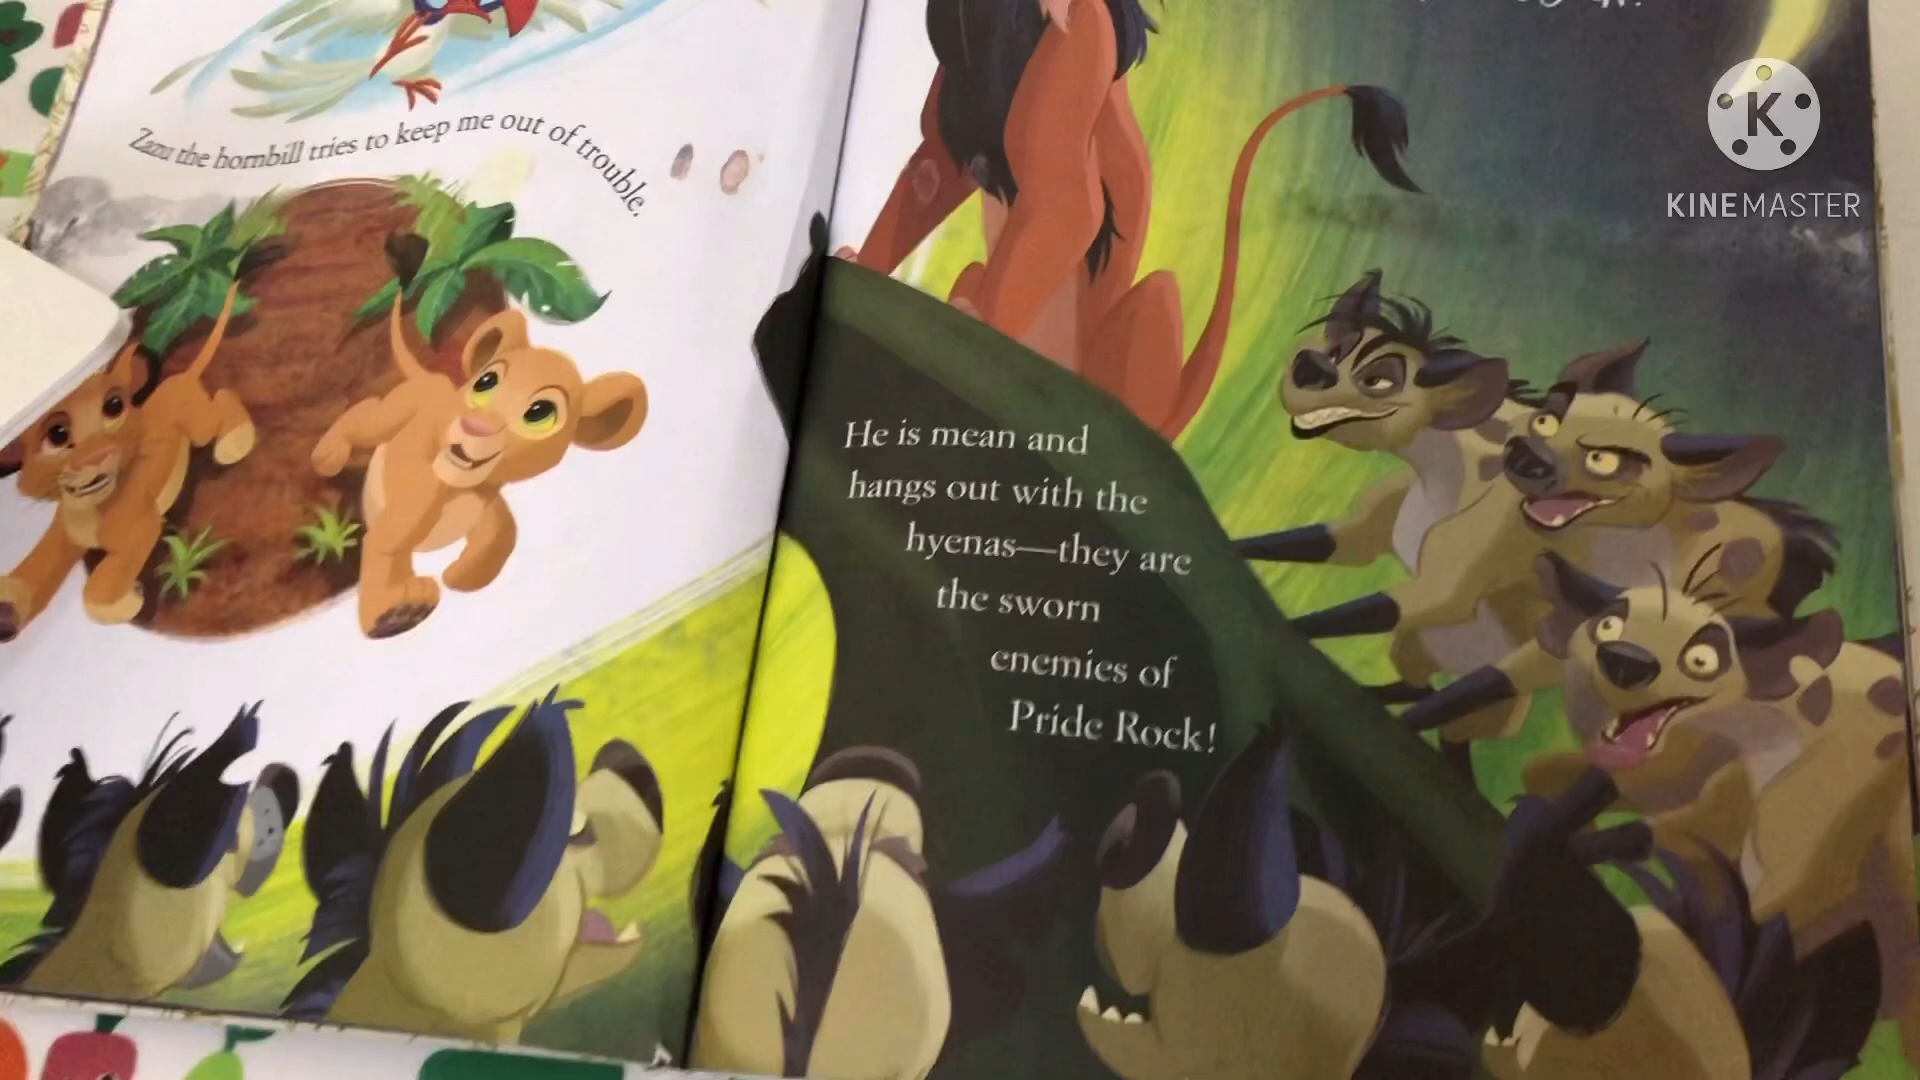 Zazu the hornbill tries to keep me out of trouble.
He is mean and
hangs out with the
hyenas—they are
the sworn
enemies of
Pride Rock!
K
KINEMASTER